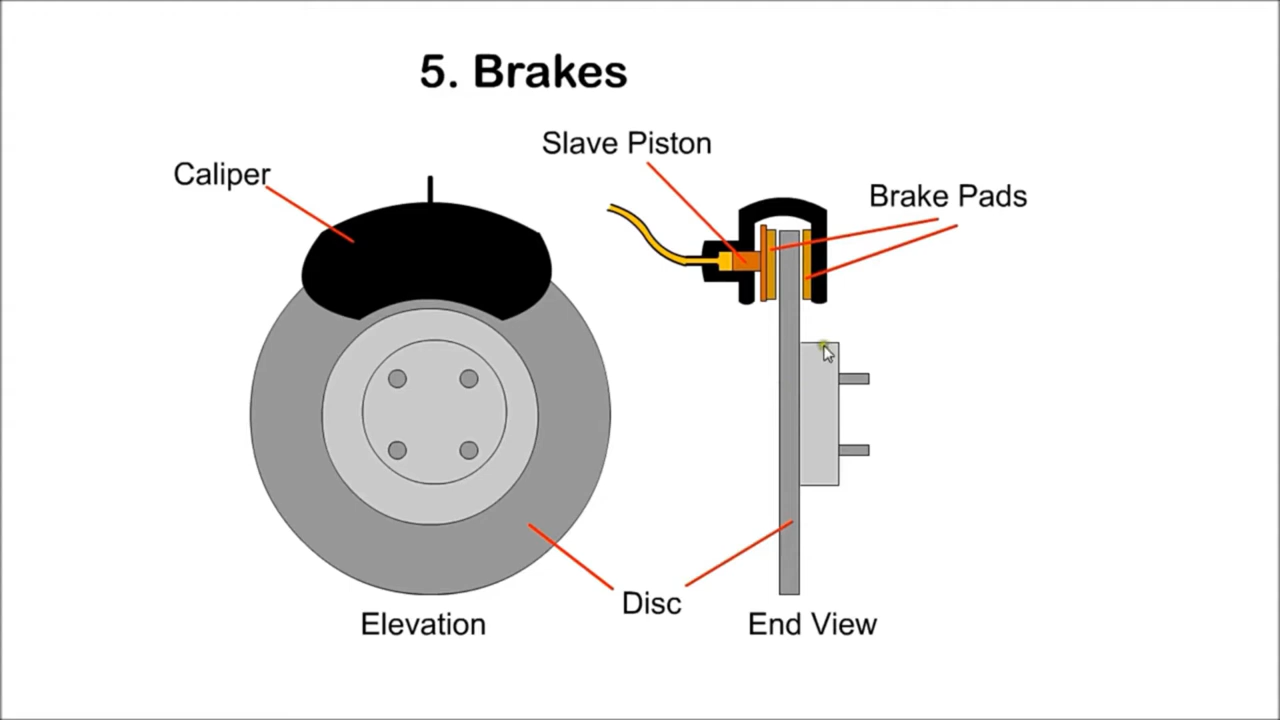 5. Brakes
Slave Piston
Caliper
Brake Pads
Disc
Elevation
End View